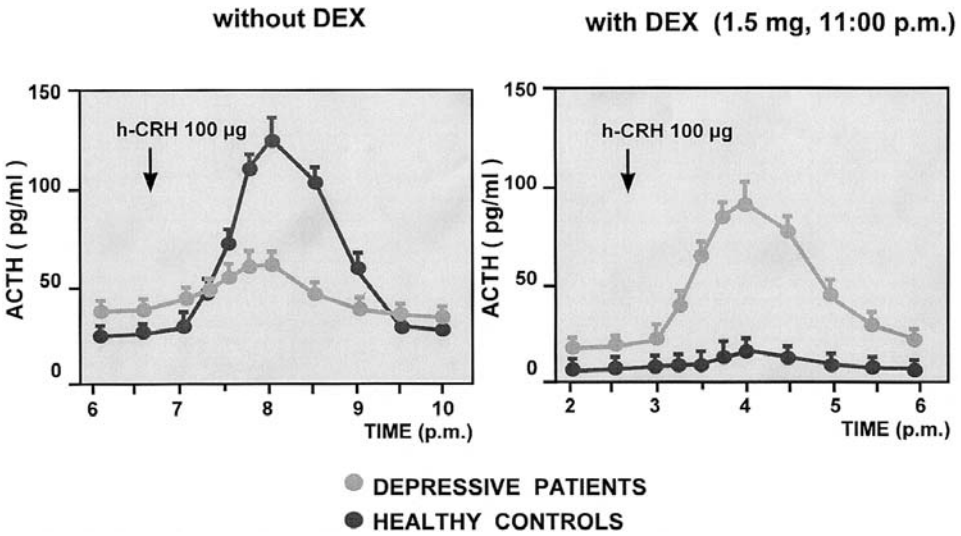 without DEX
with DEX (1.5 mg, 11:00 p.m.)
150
100
50
0
ACTH ( pg/ml )
h-CRH 100 µg
6 7 8 9 10
TIME (p.m.)
150
100
50
0
ACTH ( pg/ml )
h-CRH 100 µg
2 3 4 5 6
TIME (p.m.)
DEPRESSIVE PATIENTS
HEALTHY CONTROLS